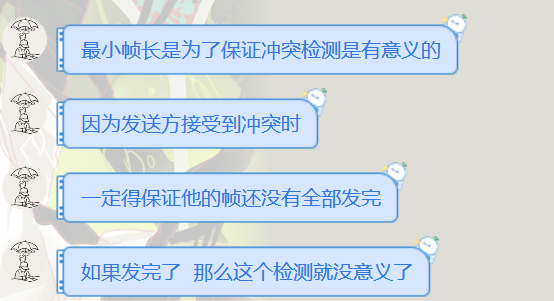 最小帧长是为了保证冲突检测是有意义的
因为发送方接受到冲突时
一定得保证他的帧还没有全部发完
如果发完了 那么这个检测就没意义了